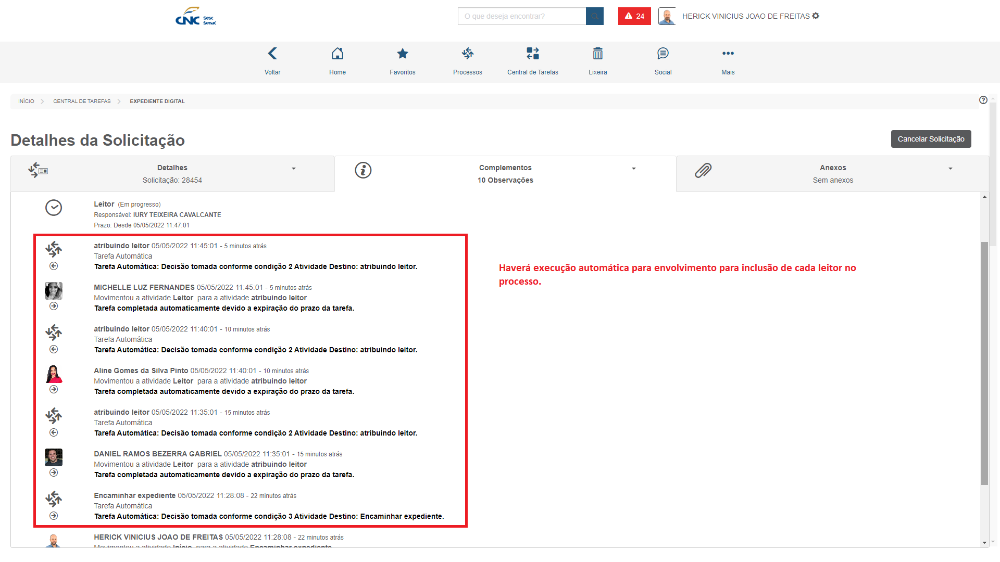 CNC Sesc
Senac
O que deseja encontrar?
24
HERICK VINICIUS JOAO DE FREITAS
Voltar
Home
Favoritos
Processos
Central de Tarefas
Lixeira
Social
Mais
INÍCIO
CENTRAL DE TAREFAS
EXPEDIENTE DIGITAL
Detalhes da Solicitação
Cancelar Solicitação
Detalhes
Solicitação: 28454
Complementos
10 Observações
Anexos
Sem anexos
Leitor (Em progresso)
Responsável: IURY TEIXEIRA CAVALCANTE
Prazo: Desde 05/05/2022 11:47:01
atribuindo leitor 05/05/2022 11:45:01 - 5 minutos atrás
Tarefa Automática
Tarefa Automática: Decisão tomada conforme condição 2 Atividade Destino: atribuindo leitor.
MICHELLE LUZ FERNANDES 05/05/2022 11:45:01 - 5 minutos atrás
Movimentou a atividade Leitor para a atividade atribuindo leitor
Tarefa completada automaticamente devido a expiração do prazo da tarefa.
atribuindo leitor 05/05/2022 11:40:01 - 10 minutos atrás
Tarefa Automática
Tarefa Automática: Decisão tomada conforme condição 2 Atividade Destino: atribuindo leitor.
Aline Gomes da Silva Pinto 05/05/2022 11:40:01 - 10 minutos atrás
Movimentou a atividade Leitor para a atividade atribuindo leitor
Tarefa completada automaticamente devido a expiração do prazo da tarefa.
atribuindo leitor 05/05/2022 11:35:01 - 15 minutos atrás
Tarefa Automática
Tarefa Automática: Decisão tomada conforme condição 2 Atividade Destino: atribuindo leitor.
DANIEL RAMOS BEZERRA GABRIEL 05/05/2022 11:35:01 - 15 minutos atrás
Movimentou a atividade Leitor para a atividade atribuindo leitor
Tarefa completada automaticamente devido a expiração do prazo da tarefa.
Encaminhar expediente 05/05/2022 11:28:08 - 22 minutos atrás
Tarefa Automática
Tarefa Automática: Decisão tomada conforme condição 3 Atividade Destino: Encaminhar expediente.
HERICK VINICIUS JOAO DE FREITAS 05/05/2022 11:28:08 - 22 minutos atrás
Movimentou a atividade Início para a atividade Encaminhar expediente
Haverá execução automática para envolvimento para inclusão de cada leitor no
processo.